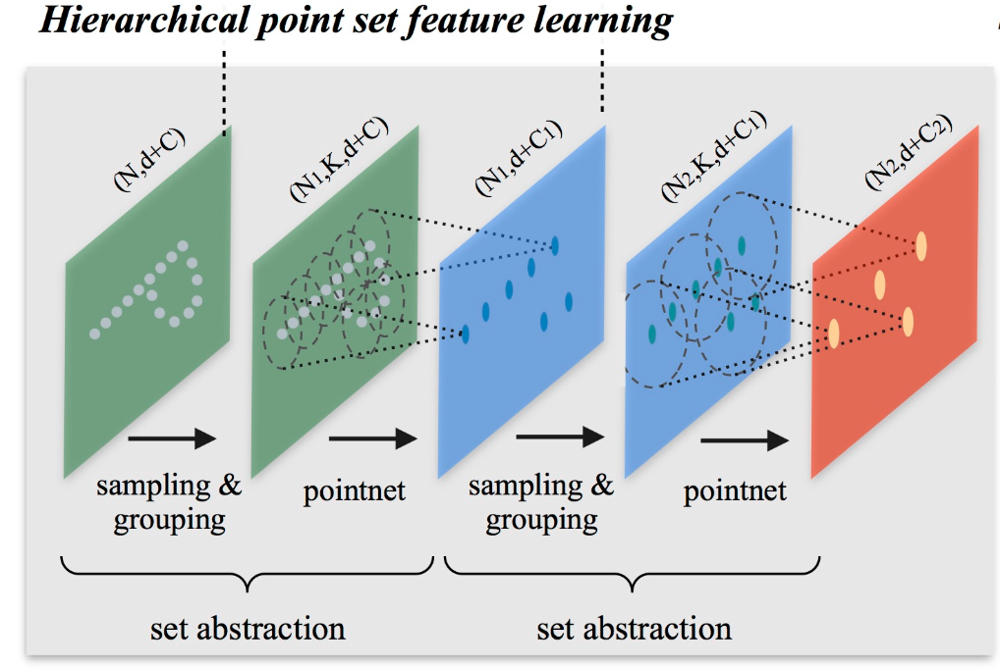 Hierarchical point set feature learning
(N,d+C)
(N1,K,d+C)
(N1,d+C1)
(N2,K,d+C1)
(N2,d+C2)
sampling &
grouping
pointnet
sampling &
grouping
pointnet
set abstraction
set abstraction